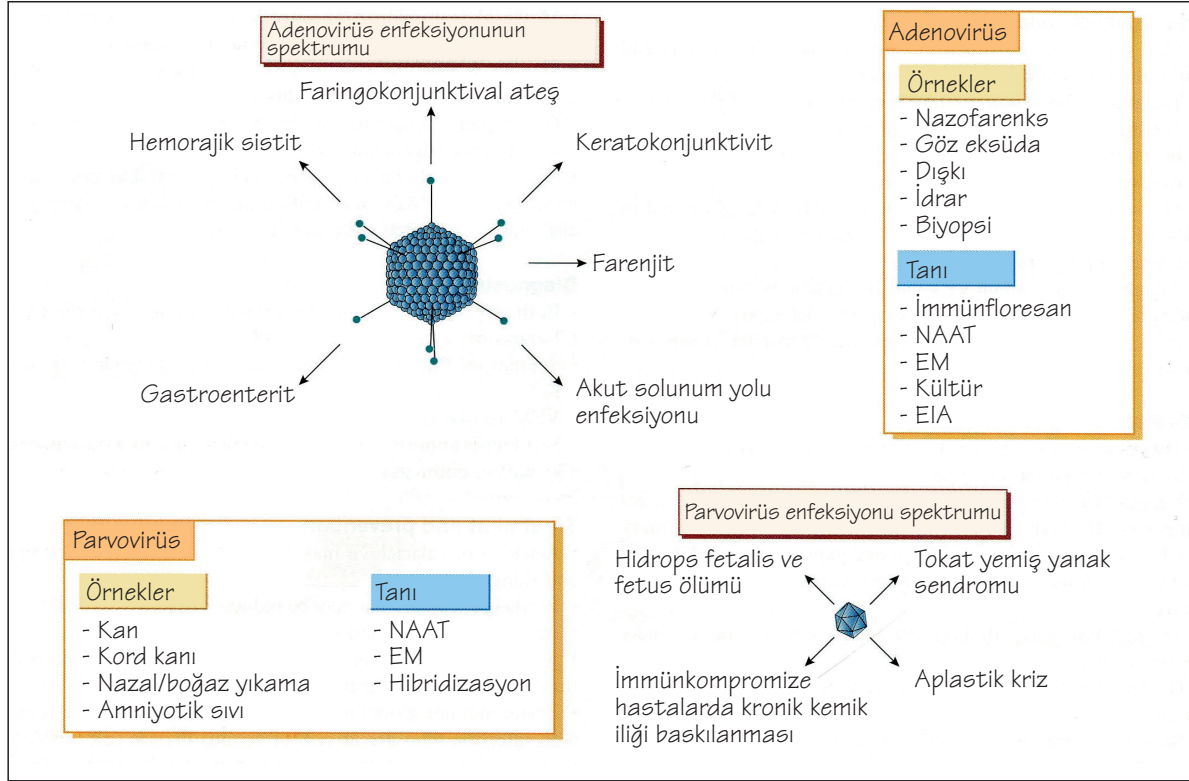 Adenovirüs enfeksiyonunun
spektrumu
Faringokonjunktival ateş
Hemorajik sistit
Keratokonjunktivit
Farenjit
Gastroenterit
Akut solunum yolu
enfeksiyonu
Adenovirüs
Örnekler
- Nazofarenks
- Göz eksüda
- Dışkı
- İdrar
- Biyopsi
Tanı
- İmmünfloresan
- NAAT
- EM
- Kültür
- EIA
Parvovirüs
Örnekler
- Kan
- Kord kanı
- Nazal/boğaz yıkama
- Amniyotik sıvı
Tanı
- NAAT
- EM
- Hibridizasyon
Parvovirüs enfeksiyonu spektrumu
Hidrops fetalis ve
fetus ölümü
Tokat yemiş yanak
sendromu
İmmünkompromize
hastalarda kronik kemik
iliği baskılanması
Aplastik kriz